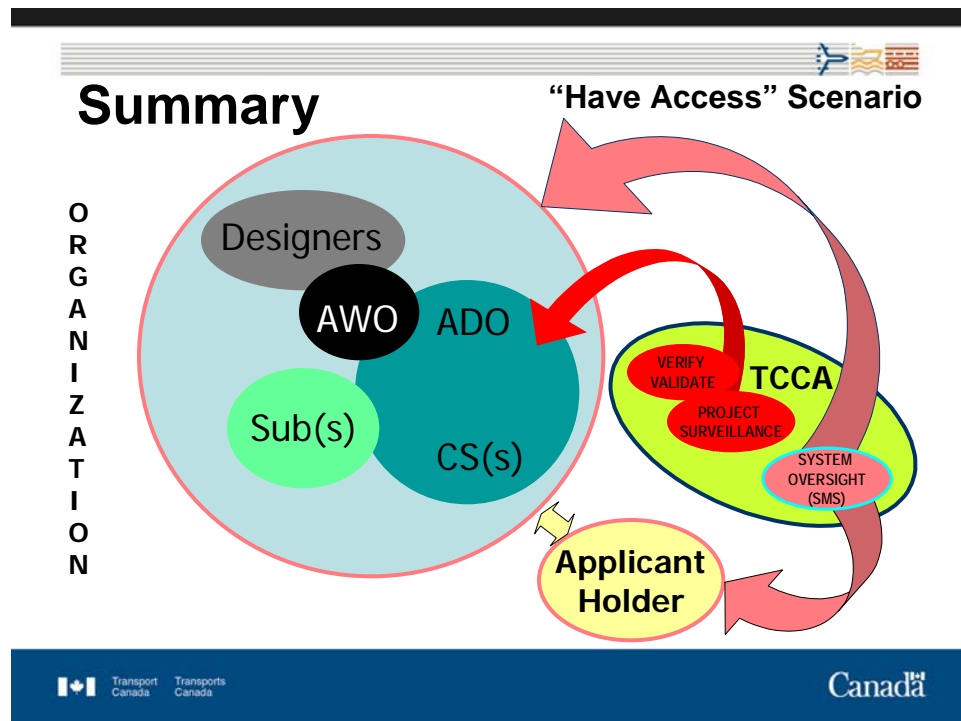 Summary
“Have Access” Scenario
ORGANIZATION
Designers
AWO
ADO
Sub(s)
CS(s)
VERIFY
VALIDATE
TCCA
PROJECT
SURVEILLANCE
SYSTEM
OVERSIGHT
(SMS)
Applicant
Holder
Transport Transports
Canada Canada
Canada